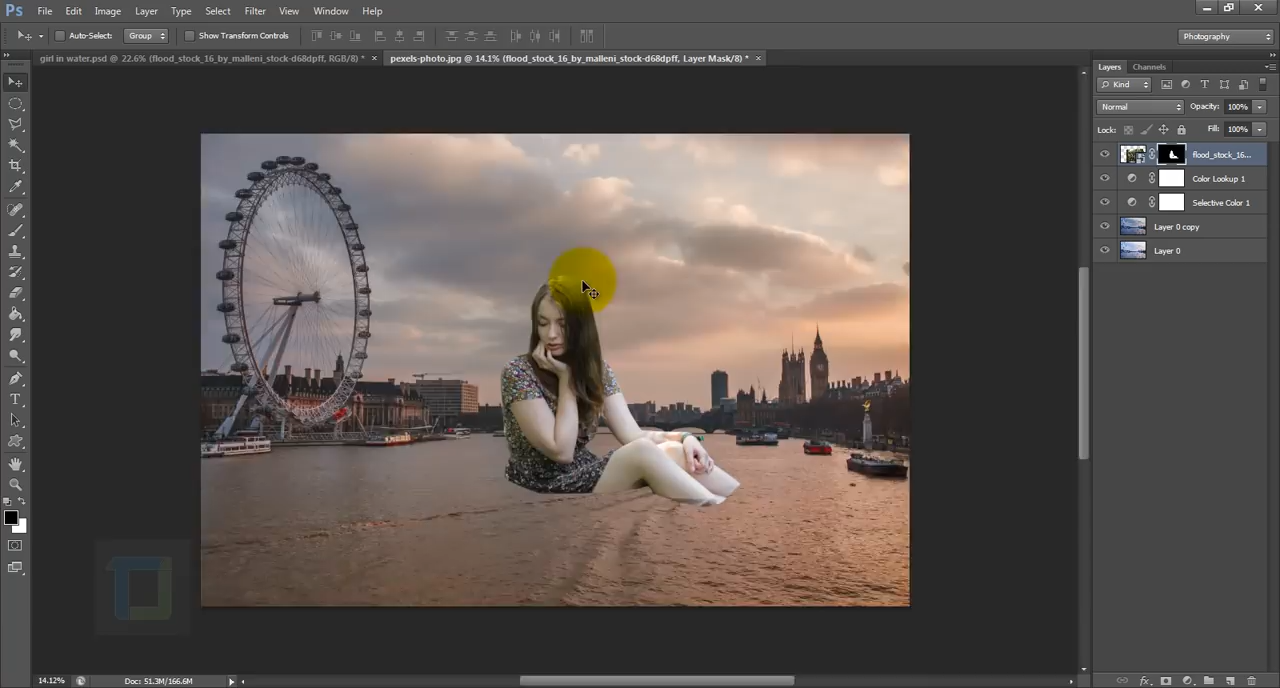 Ps File Edit Image Layer Type Select Filter View Window Help
Auto-Select: Group Show Transform Controls Photography
girl in water.psd @ 22.6% (flood_stock_16_by_malleni_stock-d68dpff, RGB/8) * × pexels-photo.jpg @ 14.1% (flood_stock_16_by_malleni_stock-d68dpff, Layer Mask/8) * ×
Layers Channels
Kind
Normal Opacity: 100%
Lock: Fill: 100%
flood_stock_16...
Color Lookup 1
Selective Color 1
Layer 0 copy
Layer 0
14.12% Doc: 51.3M/166.6M